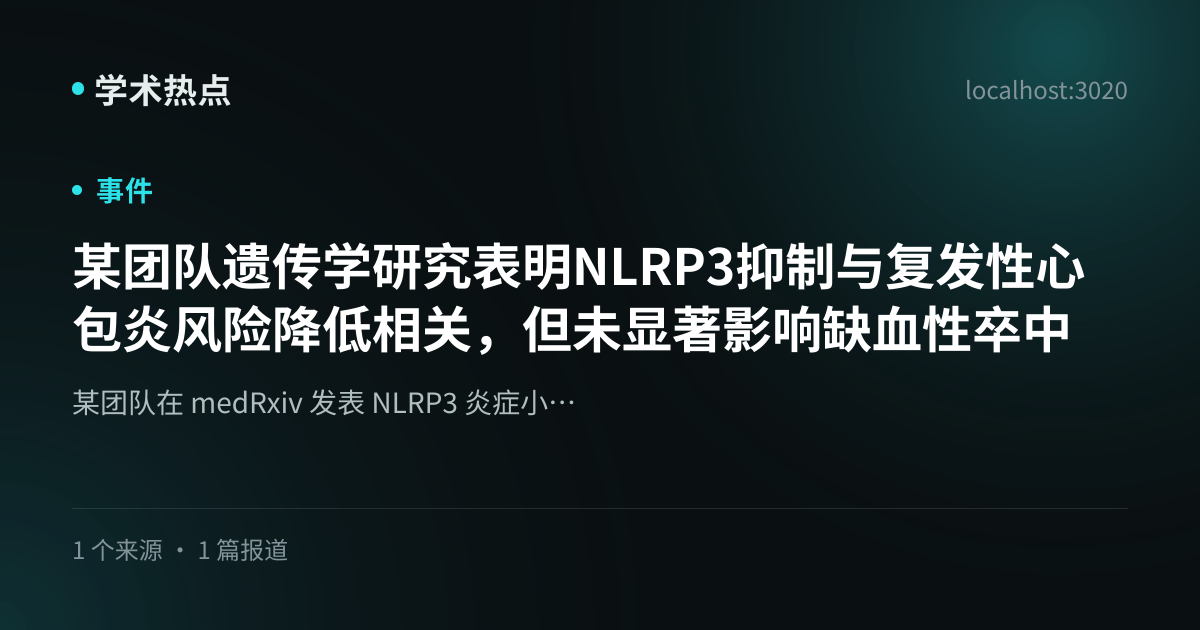 学术热点
localhost:3020
事件
某团队遗传学研究表明NLRP3抑制与复发性心
包炎风险降低相关，但未显著影响缺血性卒中
某团队在 medRxiv 发表 NLRP3 炎症小…
1 个来源 • 1 篇报道